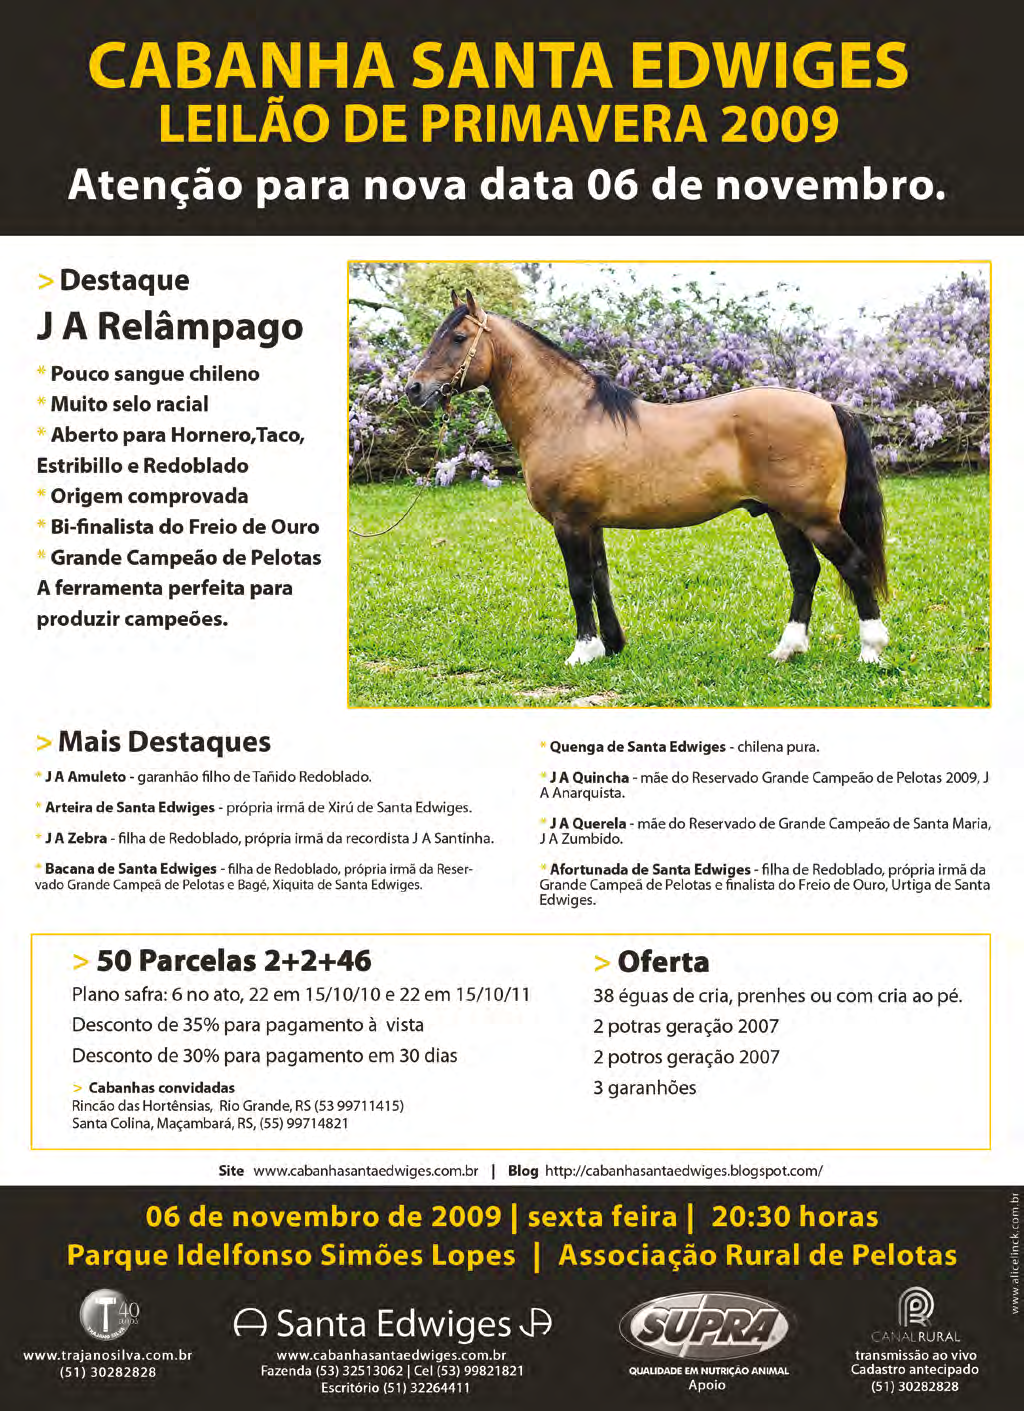 CABANHA SANTA EDWIGES
LEILÃO DE PRIMAVERA 2009
Atenção para nova data 06 de novembro.
> Destaque
J A Relâmpago
* Pouco sangue chileno
* Muito selo racial
* Aberto para Hornero,Taco,
Estribillo e Redoblado
* Origem comprovada
* Bi-finalista do Freio de Ouro
* Grande Campeão de Pelotas
A ferramenta perfeita para
produzir campeões.
> Mais Destaques
* J A Amuleto - garanhão filho de Tañido Redoblado.
* Arteira de Santa Edwiges - própria irmã de Xirú de Santa Edwiges.
* J A Zebra - filha de Redoblado, própria irmã da recordista J A Santinha.
* Bacana de Santa Edwiges - filha de Redoblado, própria irmã da Reser-
vado Grande Campeã de Pelotas e Bagé, Xiquita de Santa Edwiges.
* Quenga de Santa Edwiges - chilena pura.
* J A Quincha - mãe do Reservado Grande Campeão de Pelotas 2009, J
A Anarquista.
* J A Querela - mãe do Reservado de Grande Campeão de Santa Maria,
J A Zumbido.
* Afortunada de Santa Edwiges - filha de Redoblado, própria irmã da
Grande Campeã de Pelotas e finalista do Freio de Ouro, Urtiga de Santa
Edwiges.
> 50 Parcelas 2+2+46
Plano safra: 6 no ato, 22 em 15/10/10 e 22 em 15/10/11
Desconto de 35% para pagamento à vista
Desconto de 30% para pagamento em 30 dias
> Cabanhas convidadas
Rincão das Hortênsias, Rio Grande, RS (53 99711415)
Santa Colina, Maçambará, RS, (55) 99714821
> Oferta
38 éguas de cria, prenhes ou com cria ao pé.
2 potras geração 2007
2 potros geração 2007
3 garanhões
Site www.cabanhasantaedwiges.com.br | Blog http://cabanhasantaedwiges.blogspot.com/
06 de novembro de 2009 | sexta feira | 20:30 horas
Parque Idelfonso Simões Lopes | Associação Rural de Pelotas
T 40 anos
TRAJANO SILVA
www.trajanosilva.com.br
(51) 30282828
Santa Edwiges
www.cabanhasantaedwiges.com.br
Fazenda (53) 32513062 | Cel (53) 99821821
Escritório (51) 32264411
SUPRA
QUALIDADE EM NUTRIÇÃO ANIMAL
Apoio
CANALRURAL
transmissão ao vivo
Cadastro antecipado
(51) 30282828
www.alicelinck.com.br